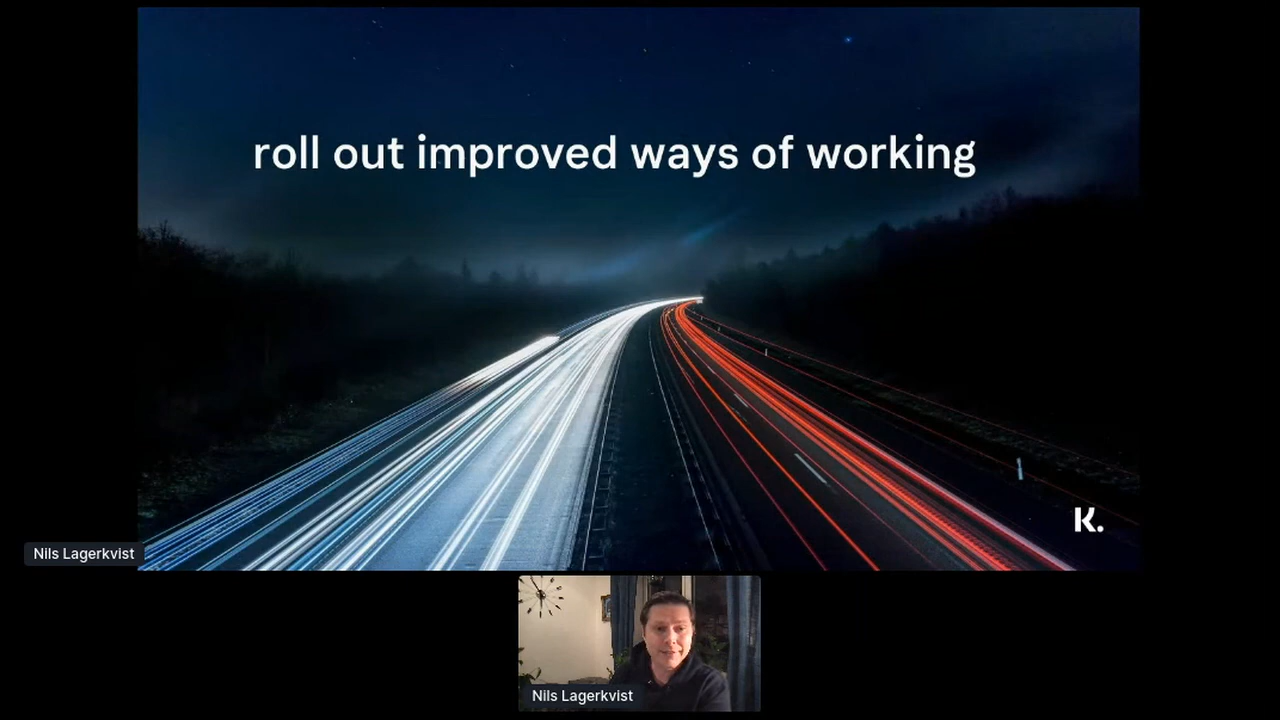 roll out improved ways of working
K.
Nils Lagerkvist
Nils Lagerkvist